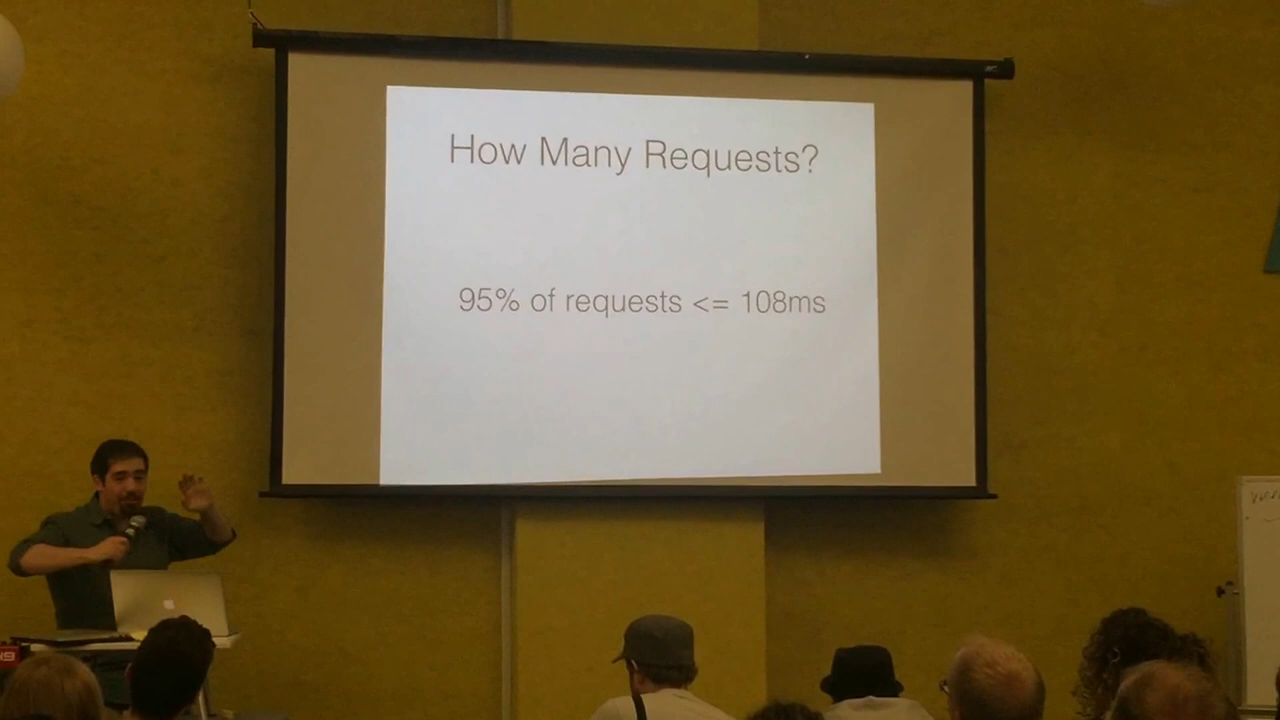 How Many Requests?
95% of requests <= 108ms